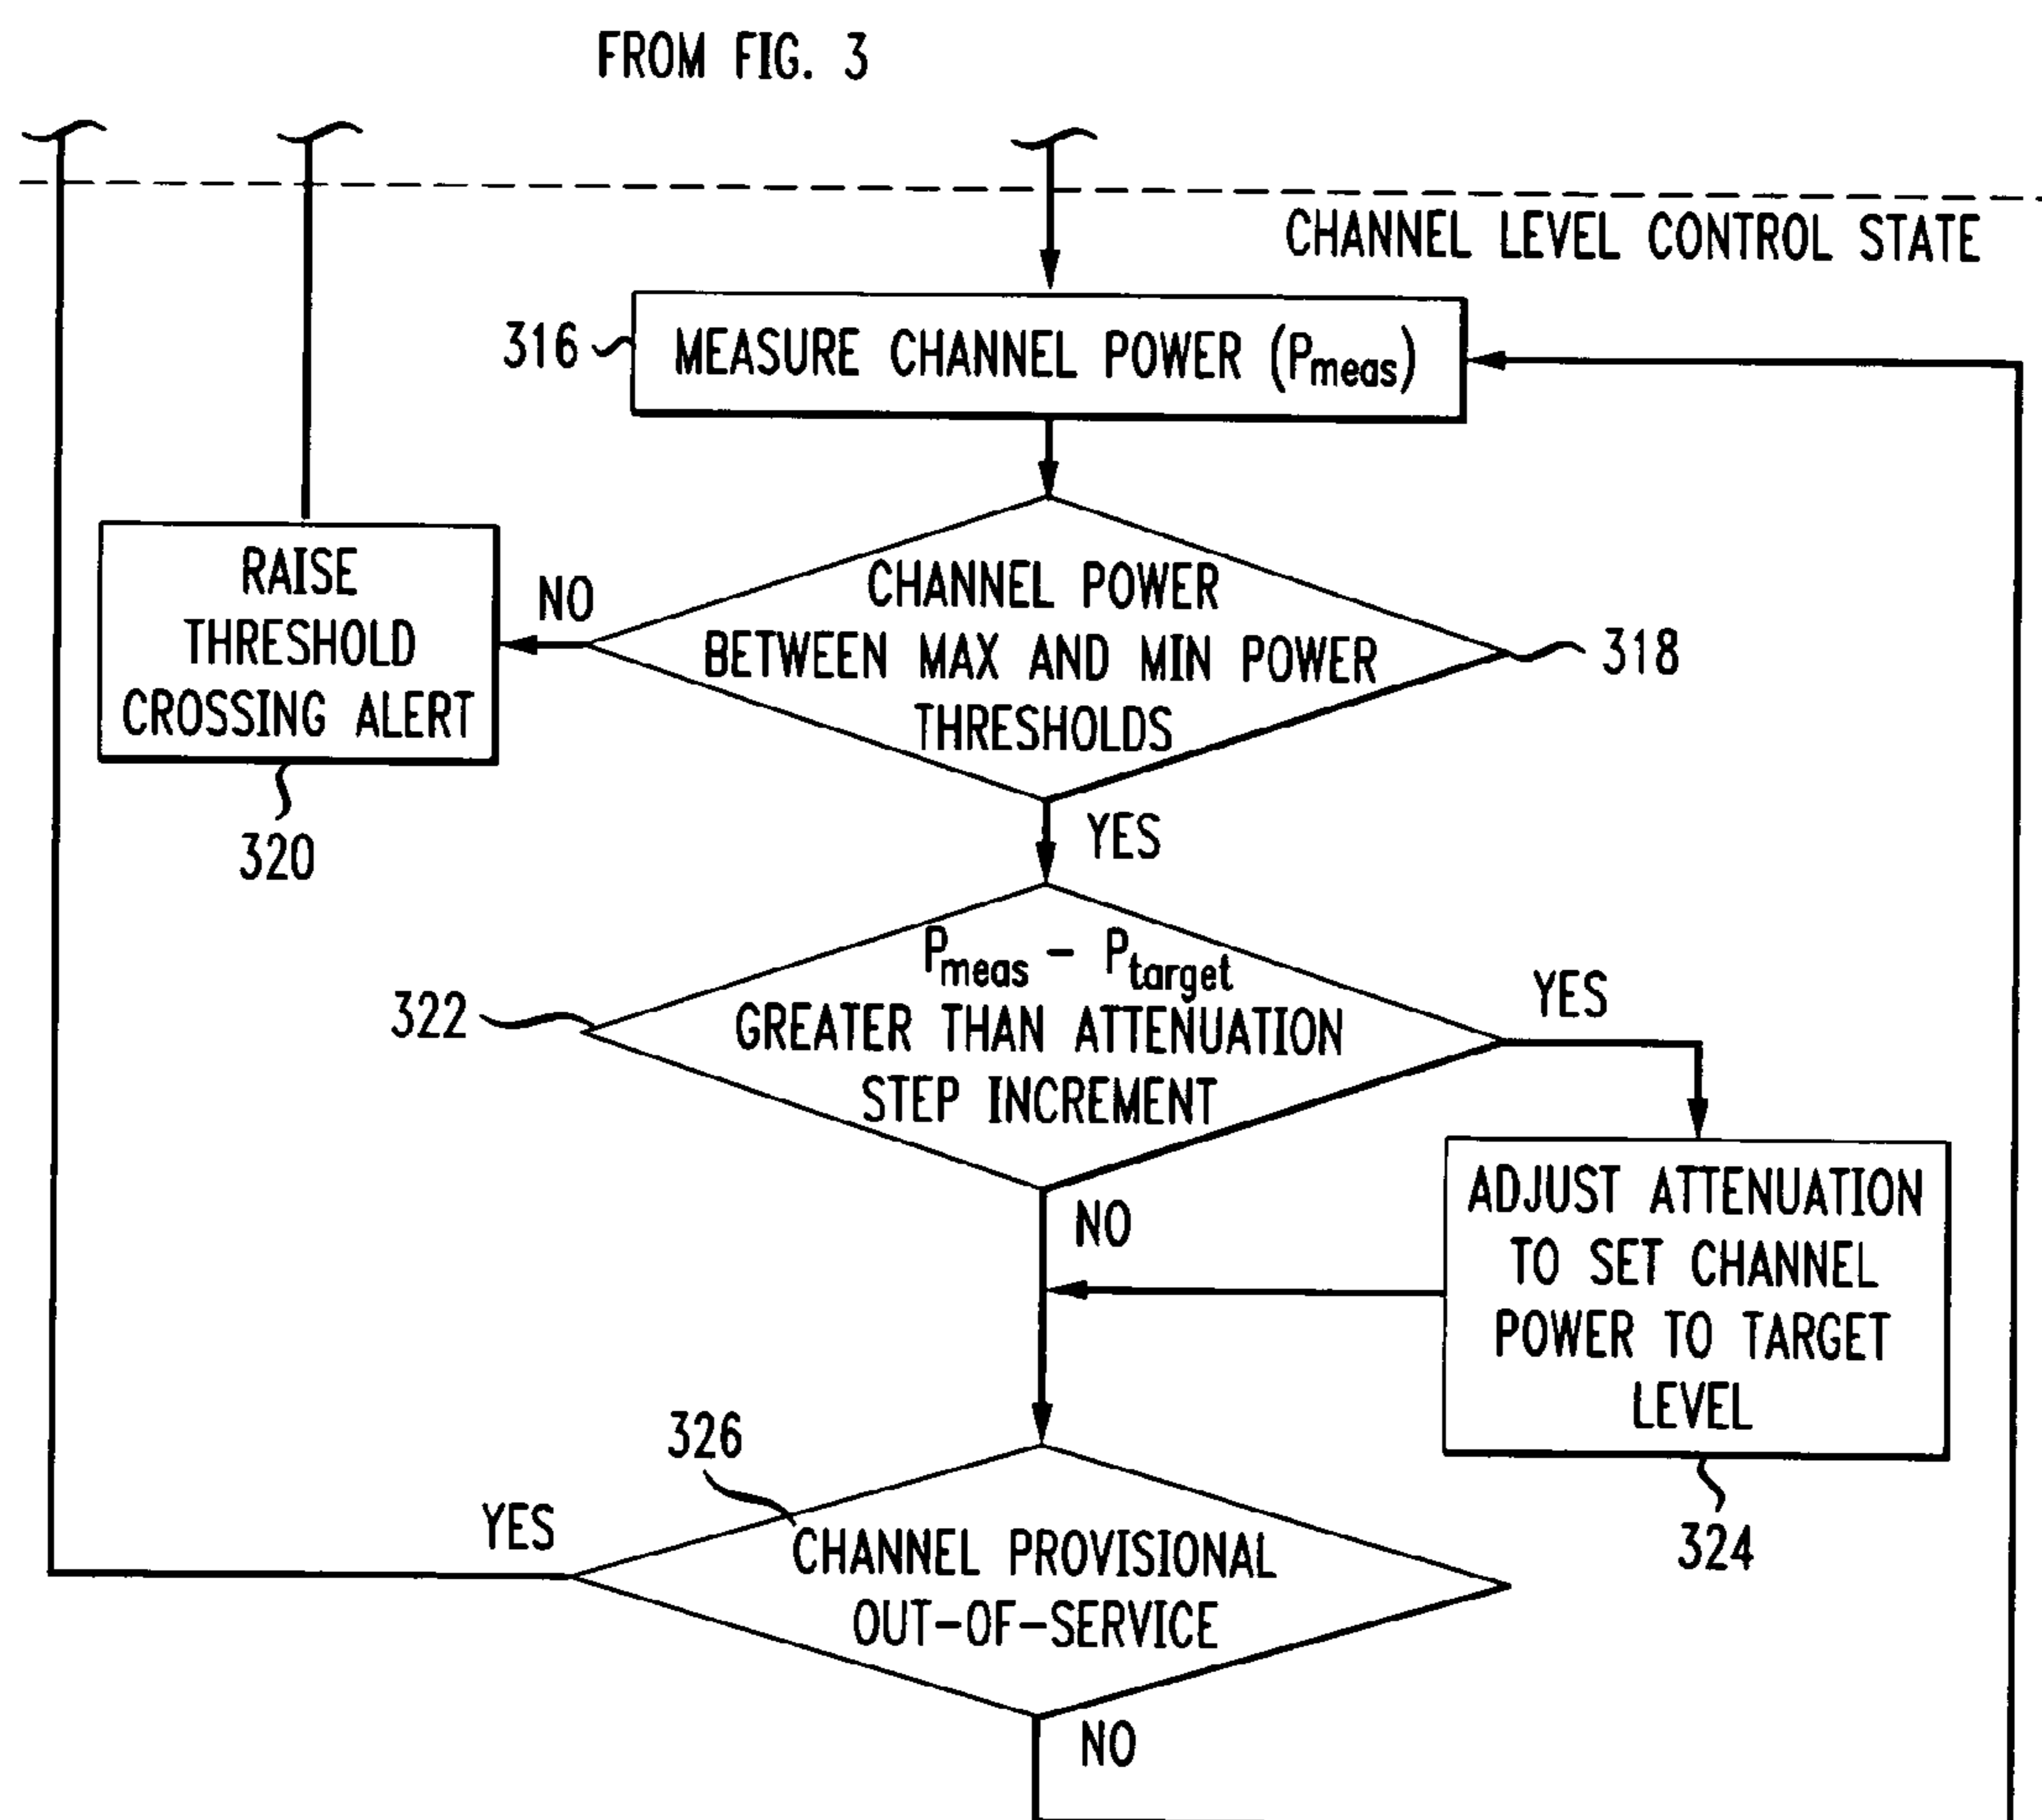 FROM FIG. 3
CHANNEL LEVEL CONTROL STATE
316
MEASURE CHANNEL POWER (Pmeas)
RAISE
THRESHOLD
CROSSING ALERT
320
NO
CHANNEL POWER
BETWEEN MAX AND MIN POWER
THRESHOLDS
318
YES
322
Pmeas - Ptarget
GREATER THAN ATTENUATION
STEP INCREMENT
YES
NO
ADJUST ATTENUATION
TO SET CHANNEL
POWER TO TARGET
LEVEL
324
326
YES
CHANNEL PROVISIONAL
OUT-OF-SERVICE
NO